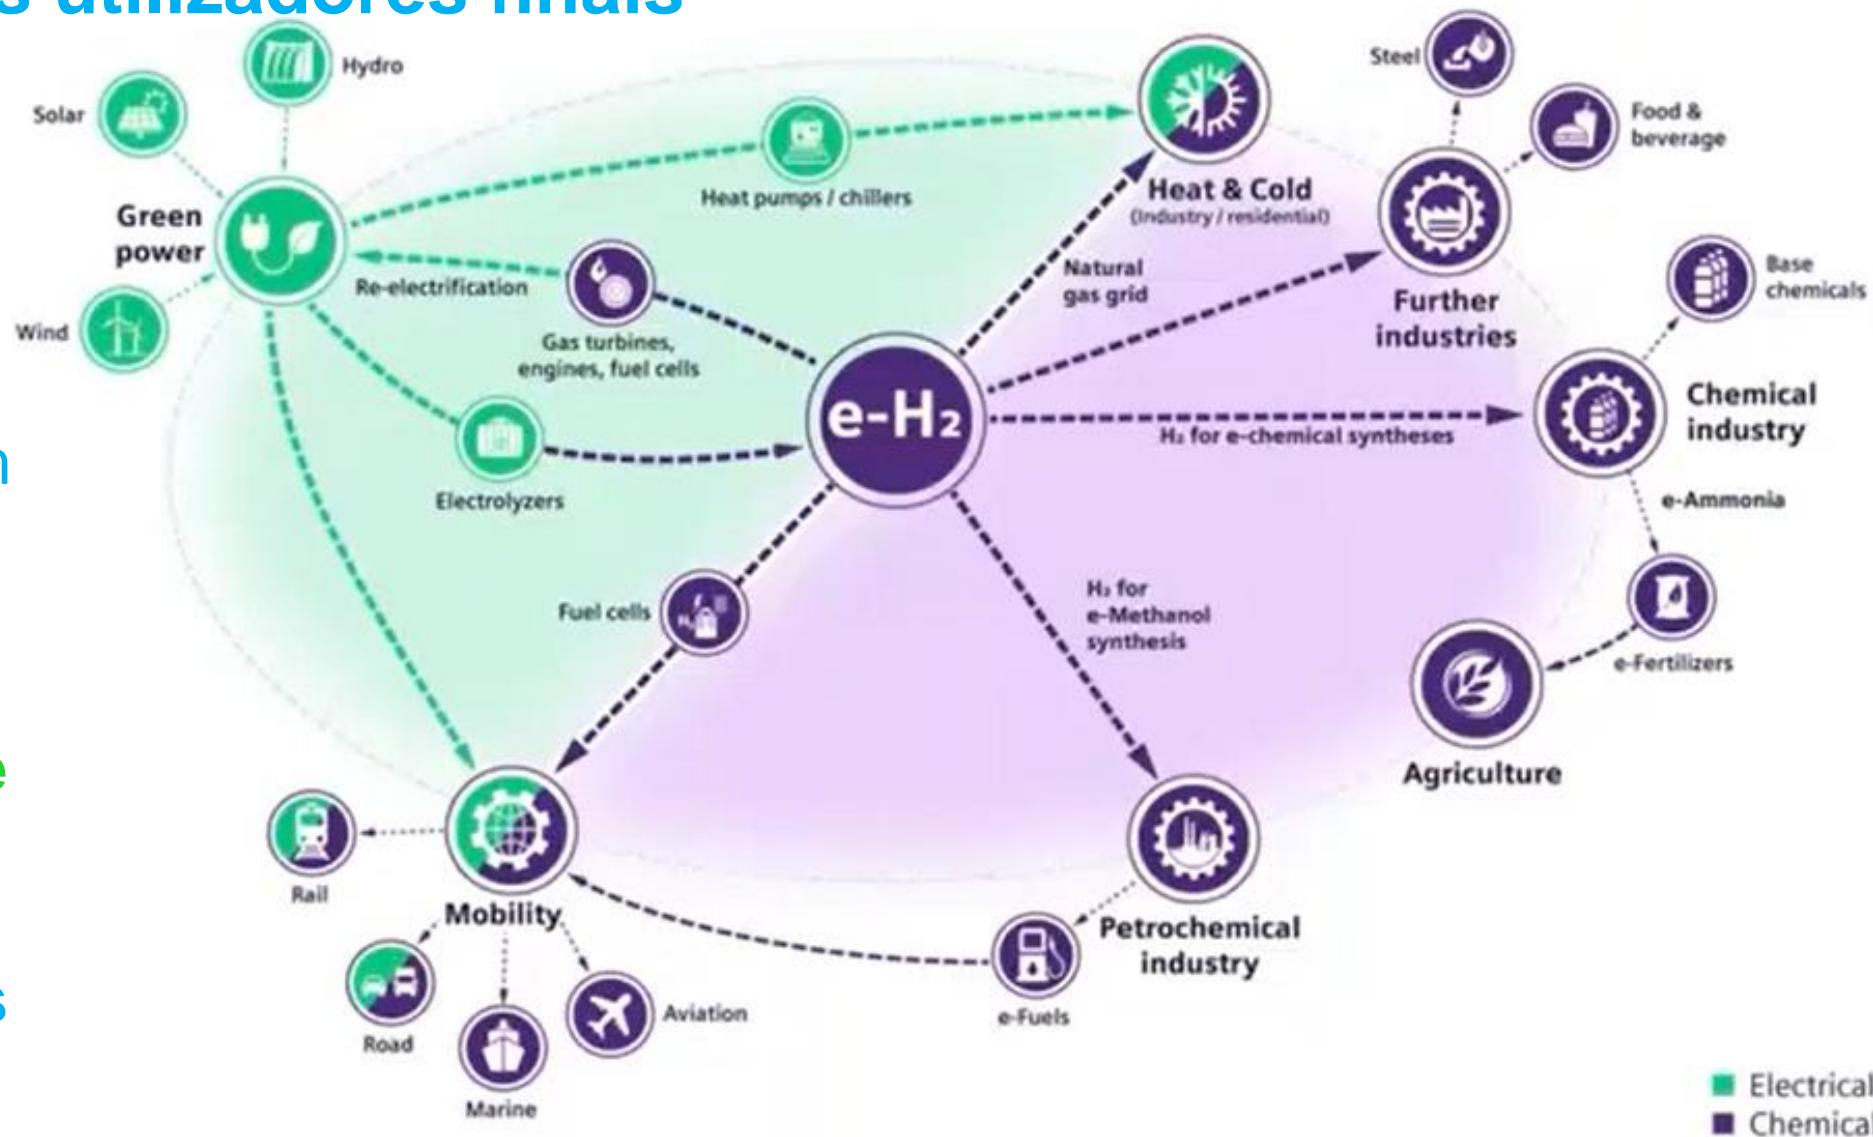 s utilizadores finais
Hydro
Solar
Green
power
Wind
Heat pumps / chillers
Re-electrification
Gas turbines,
engines, fuel cells
Electrolyzers
e-H₂
Heat & Cold
(Industry / residential)
Natural
gas grid
Steel
Food &
beverage
Further
industries
Base
chemicals
Chemical
industry
H₂ for e-chemical syntheses
e-Ammonia
e-Fertilizers
Agriculture
Fuel cells
H₂ for
e-Methanol
synthesis
Rail
Mobility
Road
Marine
Aviation
e-Fuels
Petrochemical
industry
n
e
s
Electrical
Chemical